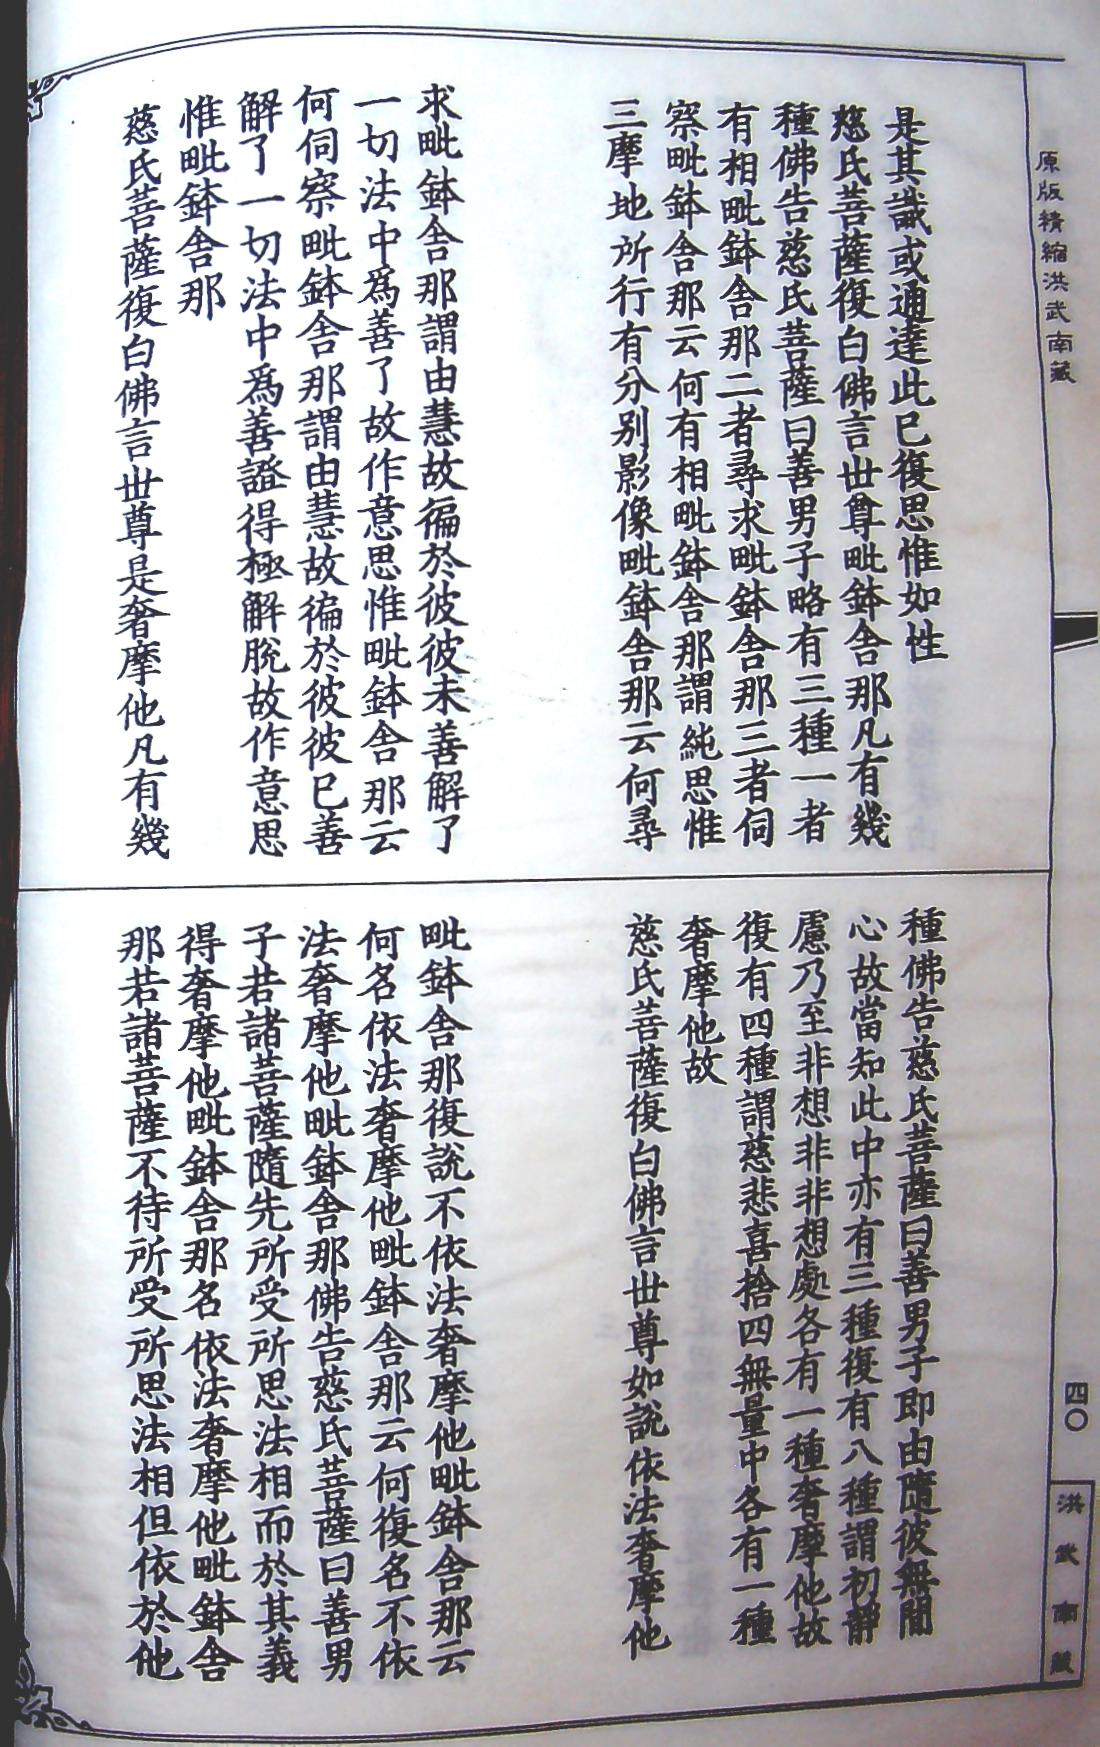 原版精縮洪武南藏
是其識或通達此已復思惟如性
慈氏菩薩復白佛言世尊毗鉢舍那凡有幾
種佛告慈氏菩薩曰善男子略有三種一者
有相毗鉢舍那二者尋求毗鉢舍那三者伺
察毗鉢舍那云何有相毗鉢舍那謂純思惟
三摩地所行有分別影像毗鉢舍那云何尋
求毗鉢舍那謂由慧故徧於彼彼未善解了
一切法中爲善了故作意思惟毗鉢舍那云
何伺察毗鉢舍那謂由慧故徧於彼彼已善
解了一切法中爲善證得極解脫故作意思
惟毗鉢舍那
慈氏菩薩復白佛言世尊是奢摩他凡有幾
種佛告慈氏菩薩曰善男子即由隨彼無間
心故當知此中亦有三種復有八種謂初靜
慮乃至非想非非想處各有一種奢摩他故
復有四種謂慈悲喜捨四無量中各有一種
奢摩他故
慈氏菩薩復白佛言世尊如說依法奢摩他
毗鉢舍那復說不依法奢摩他毗鉢舍那云
何名依法奢摩他毗鉢舍那云何復名不依
法奢摩他毗鉢舍那佛告慈氏菩薩曰善男
子若諸菩薩隨先所受所思法相而於其義
得奢摩他毗鉢舍那名依法奢摩他毗鉢舍
那若諸菩薩不待所受所思法相但依於他
四〇
洪武南藏